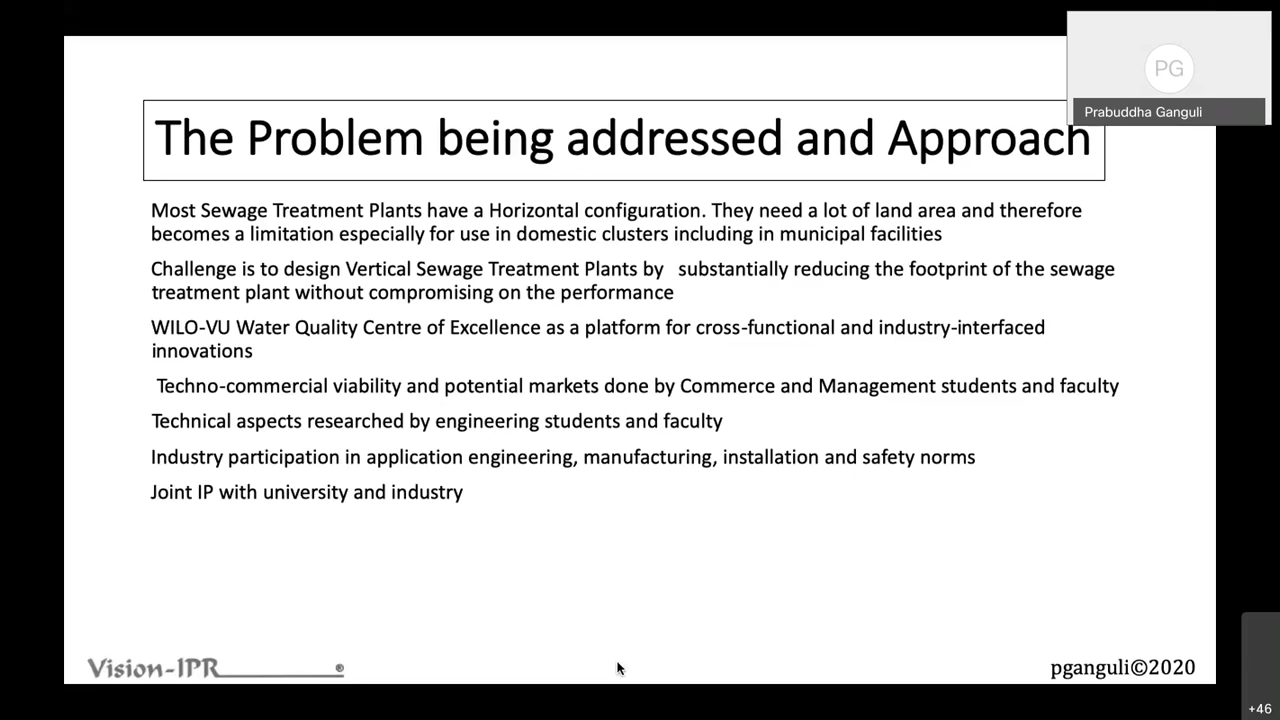 PG
Prabuddha Ganguli
The Problem being addressed and Approach
Most Sewage Treatment Plants have a Horizontal configuration. They need a lot of land area and therefore
becomes a limitation especially for use in domestic clusters including in municipal facilities
Challenge is to design Vertical Sewage Treatment Plants by substantially reducing the footprint of the sewage
treatment plant without compromising on the performance
WILO-VU Water Quality Centre of Excellence as a platform for cross-functional and industry-interfaced
innovations
Techno-commercial viability and potential markets done by Commerce and Management students and faculty
Technical aspects researched by engineering students and faculty
Industry participation in application engineering, manufacturing, installation and safety norms
Joint IP with university and industry
Vision-IPR ®
pganguli©2020
+46